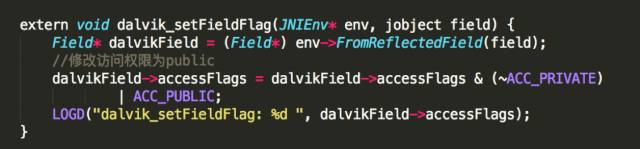 extern void dalvik_setFieldFlag(JNIEnv* env, jobject field) {
Field* dalvikField = (Field*) env->FromReflectedField(field);
//修改访问权限为public
dalvikField->accessFlags = dalvikField->accessFlags & (~ACC_PRIVATE)
| ACC_PUBLIC;
LOGD("dalvik_setFieldFlag: %d ", dalvikField->accessFlags);
}